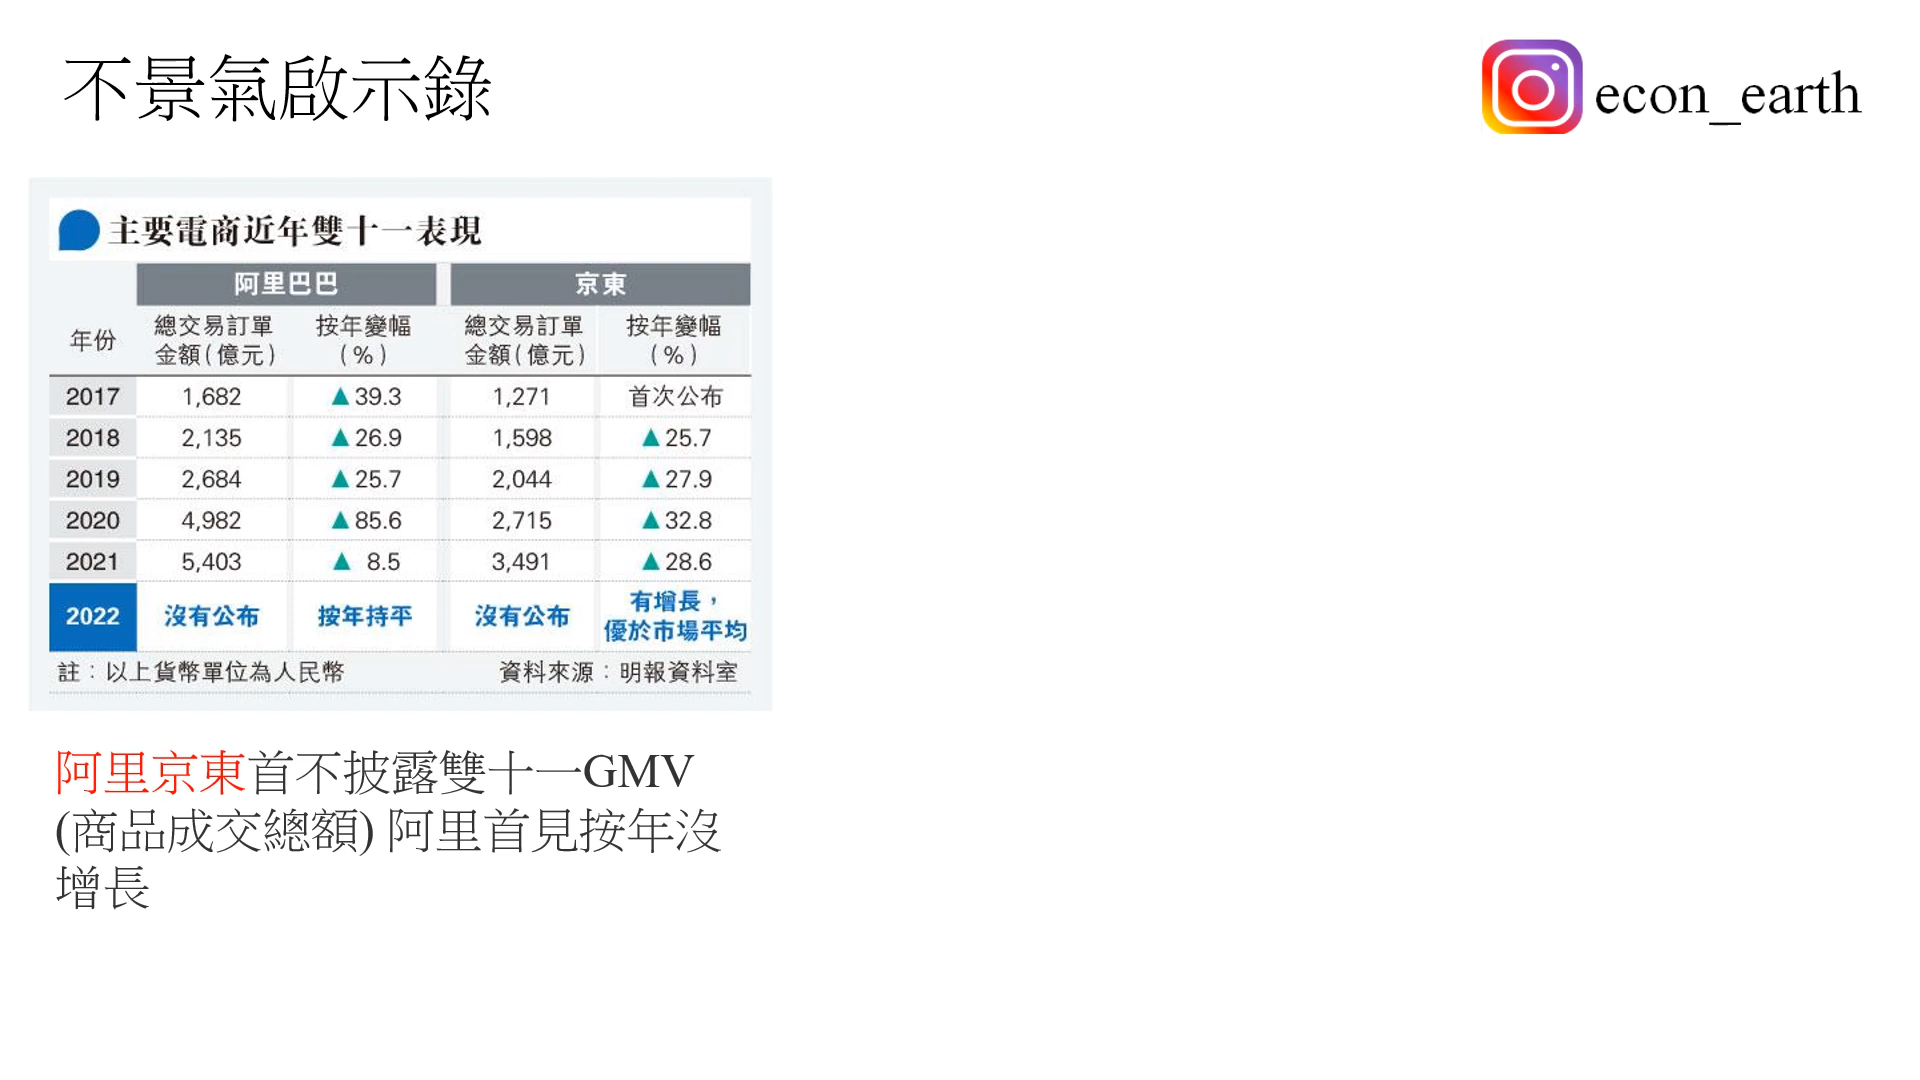 不景氣啟示錄
econ_earth
主要電商近年雙十一表現
阿里巴巴 京東
年份 總交易訂單金額(億元) 按年變幅(%) 總交易訂單金額(億元) 按年變幅(%)
2017 1,682 ▲39.3 1,271 首次公布
2018 2,135 ▲26.9 1,598 ▲25.7
2019 2,684 ▲25.7 2,044 ▲27.9
2020 4,982 ▲85.6 2,715 ▲32.8
2021 5,403 ▲ 8.5 3,491 ▲28.6
2022 沒有公布 按年持平 沒有公布 有增長，優於市場平均
註：以上貨幣單位為人民幣 資料來源：明報資料室
阿里京東首不披露雙十一GMV
(商品成交總額) 阿里首見按年沒
增長